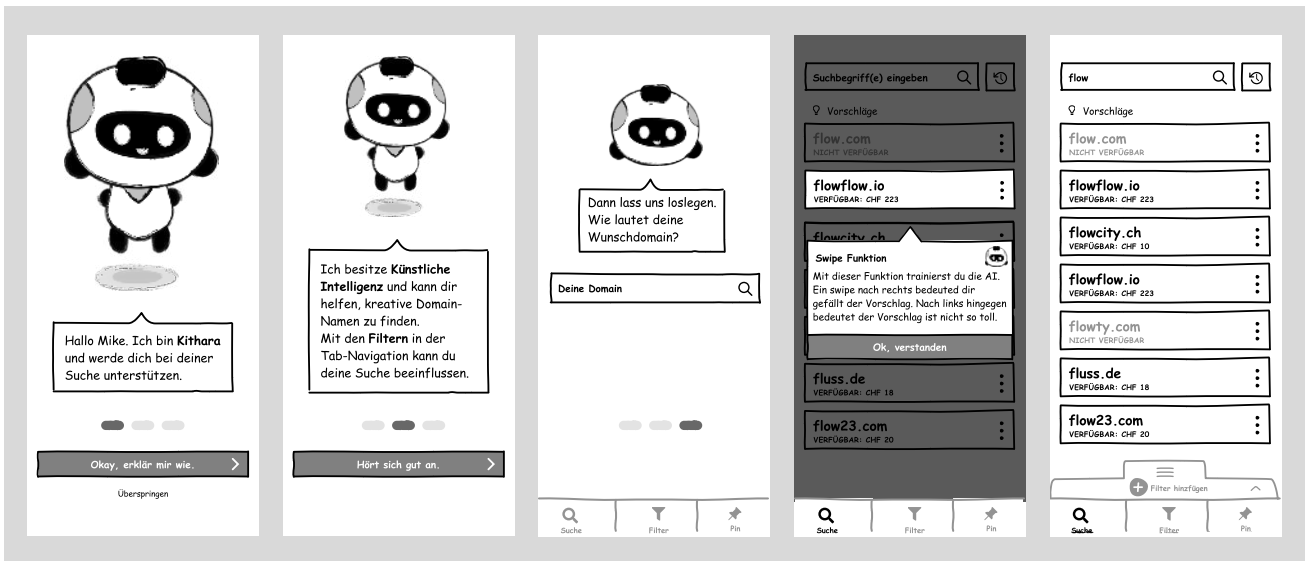 Hallo Mike. Ich bin Kithara
und werde dich bei deiner
Suche unterstützen.
Okay, erklär mir wie.
Überspringen
Ich besitze Künstliche
Intelligenz und kann dir
helfen, kreative Domain-
Namen zu finden.
Mit den Filtern in der
Tab-Navigation kann du
deine Suche beeinflussen.
Hört sich gut an.
Dann lass uns loslegen.
Wie lautet deine
Wunschdomain?
Deine Domain
Suche
Filter
Pin
Suchbegriff(e) eingeben
Vorschläge
flow.com
NICHT VERFÜGBAR
flowflow.io
VERFÜGBAR: CHF 223
flowcity.ch
Swipe Funktion
Mit dieser Funktion trainierst du die AI.
Ein swipe nach rechts bedeuted dir
gefällt der Vorschlag. Nach links hingegen
bedeutet der Vorschlag ist nicht so toll.
Ok, verstanden
fluss.de
VERFÜGBAR: CHF 18
flow23.com
VERFÜGBAR: CHF 20
Suche
Filter
Pin
flow
Vorschläge
flow.com
NICHT VERFÜGBAR
flowflow.io
VERFÜGBAR: CHF 223
flowcity.ch
VERFÜGBAR: CHF 10
flowflow.io
VERFÜGBAR: CHF 223
flowty.com
NICHT VERFÜGBAR
fluss.de
VERFÜGBAR: CHF 18
flow23.com
VERFÜGBAR: CHF 20
Filter hinzufügen
Suche
Filter
Pin